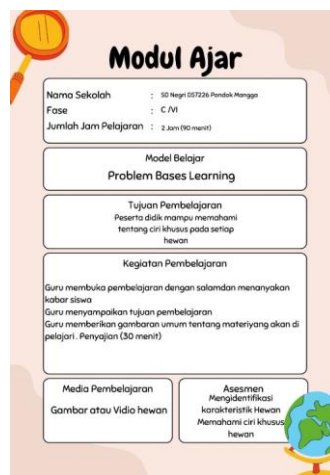 Modul Ajar
Nama Sekolah : SD Negri 057226 Pondok Mangga
Fase : C /VI
Jumlah Jam Pelajaran : 2 Jam (90 menit)
Model Belajar
Problem Bases Learning
Tujuan Pembelajaran
Peserta didik mampu memahami
tentang ciri khusus pada setiap
hewan
Kegiatan Pembelajaran
Guru membuka pembelajaran dengan salamdan menanyakan
kabar siswa
Guru menyampaikan tujuan pembelajaran
Guru memberikan gambaran umum tentang materiyang akan di
pelajari . Penyajian (30 menit)
Media Pembelajaran
Gambar atau Vidio hewan
Asesmen
Mengidentifikasi
karakteristik Hewan
Memahami ciri khusus
hewan